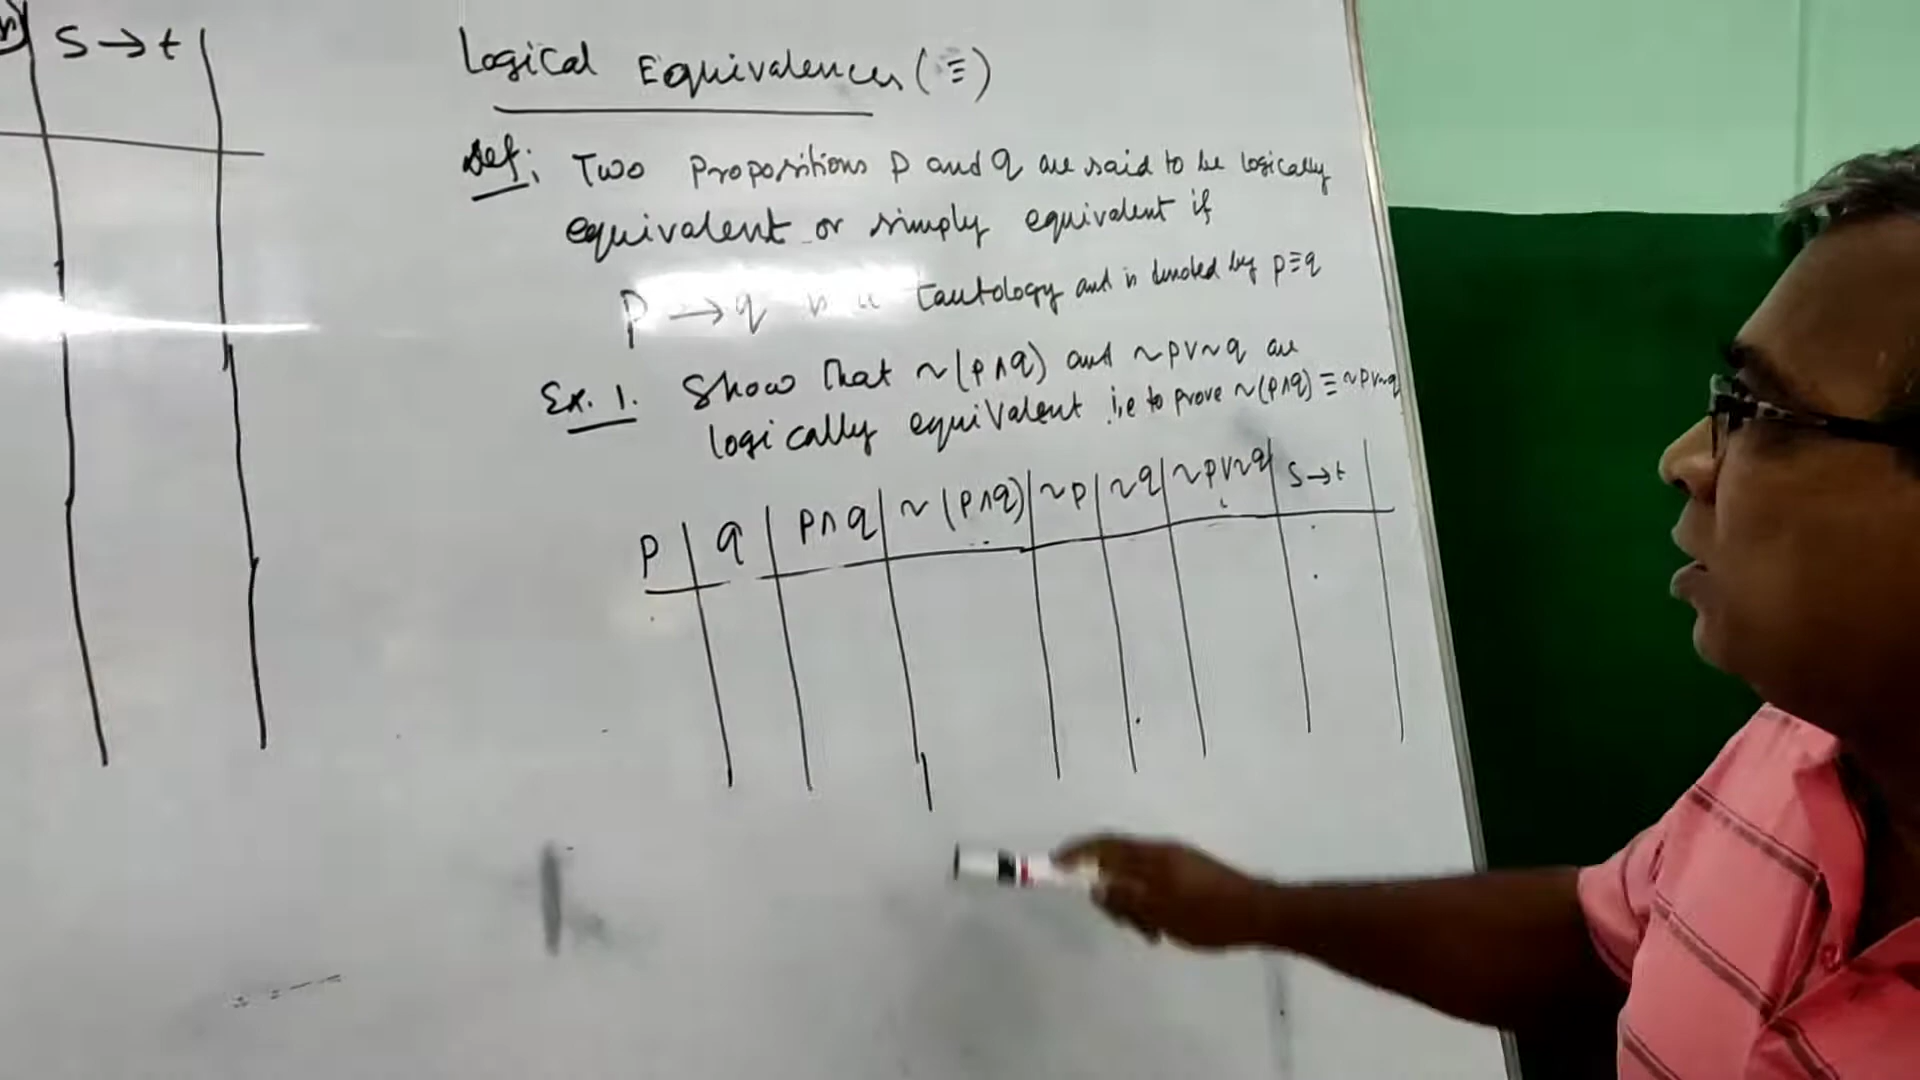 S → t
Logical Equivalences (≡)
Def: Two Propositions p and q are said to be logically
equivalent or simply equivalent if
P → q is a tautology and is denoted by p ≡ q
Ex. 1. Show that ~(p∧q) and ~p∨~q are
logically equivalent i,e to prove ~(p∧q) ≡ ~p∨~q
p | q | p∧q | ~(p∧q) | ~p | ~q | ~p∨~q | S→t